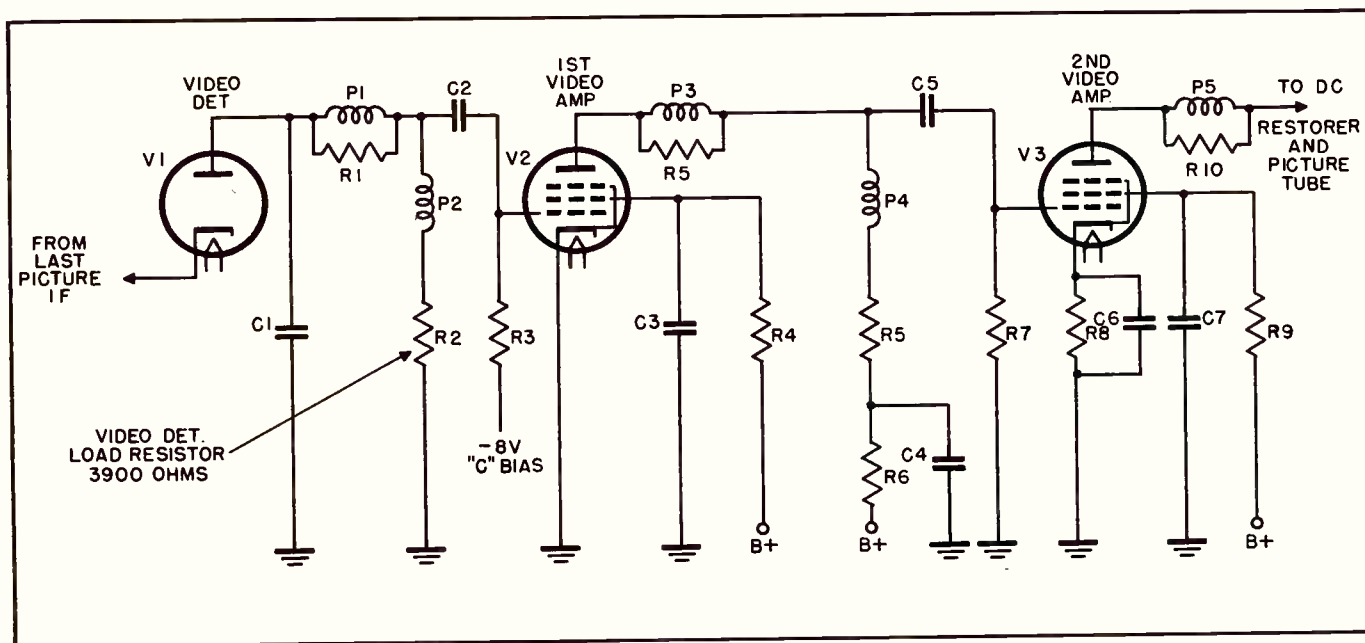 VIDEO
DET
P1
C2
1ST
VIDEO
AMP
P3
C5
2ND
VIDEO
AMP.
P5
TO DC
RESTORER
AND
PICTURE
TUBE
V1
R1
V2
R5
V3
R10
P2
P4
FROM
LAST
PICTURE
IF
C1
R2
R3
C3
R4
R5
R7
R8
C6
C7
R9
VIDEO DET.
LOAD RESISTOR
3900 OHMS
-8V
"C" BIAS
R6
C4
B+
B+
B+